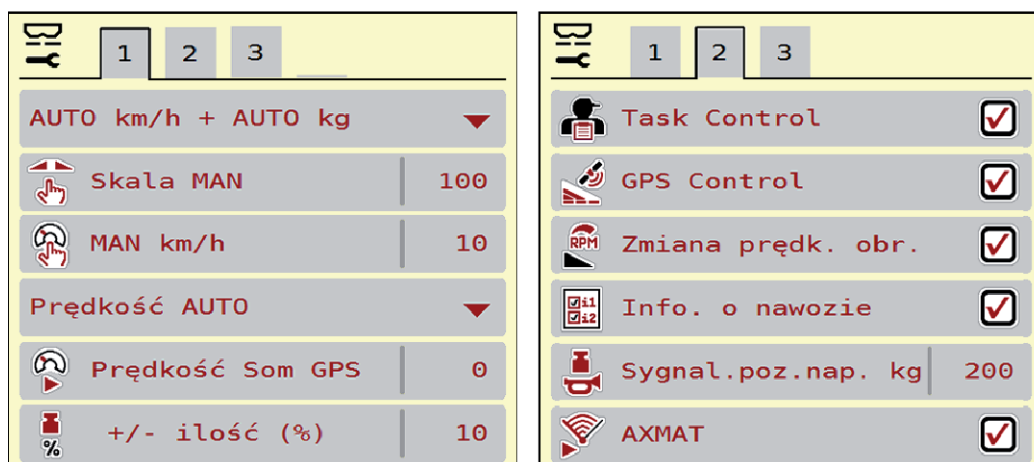 1 2 3
AUTO km/h + AUTO kg
Skala MAN 100
MAN km/h 10
Prędkość AUTO
Prędkość Som GPS 0
% +/- ilość (%) 10
1 2 3
Task Control
GPS Control
RPM Zmiana prędk. obr.
i1 i2 Info. o nawozie
Sygnal.poz.nap. kg 200
AXMAT